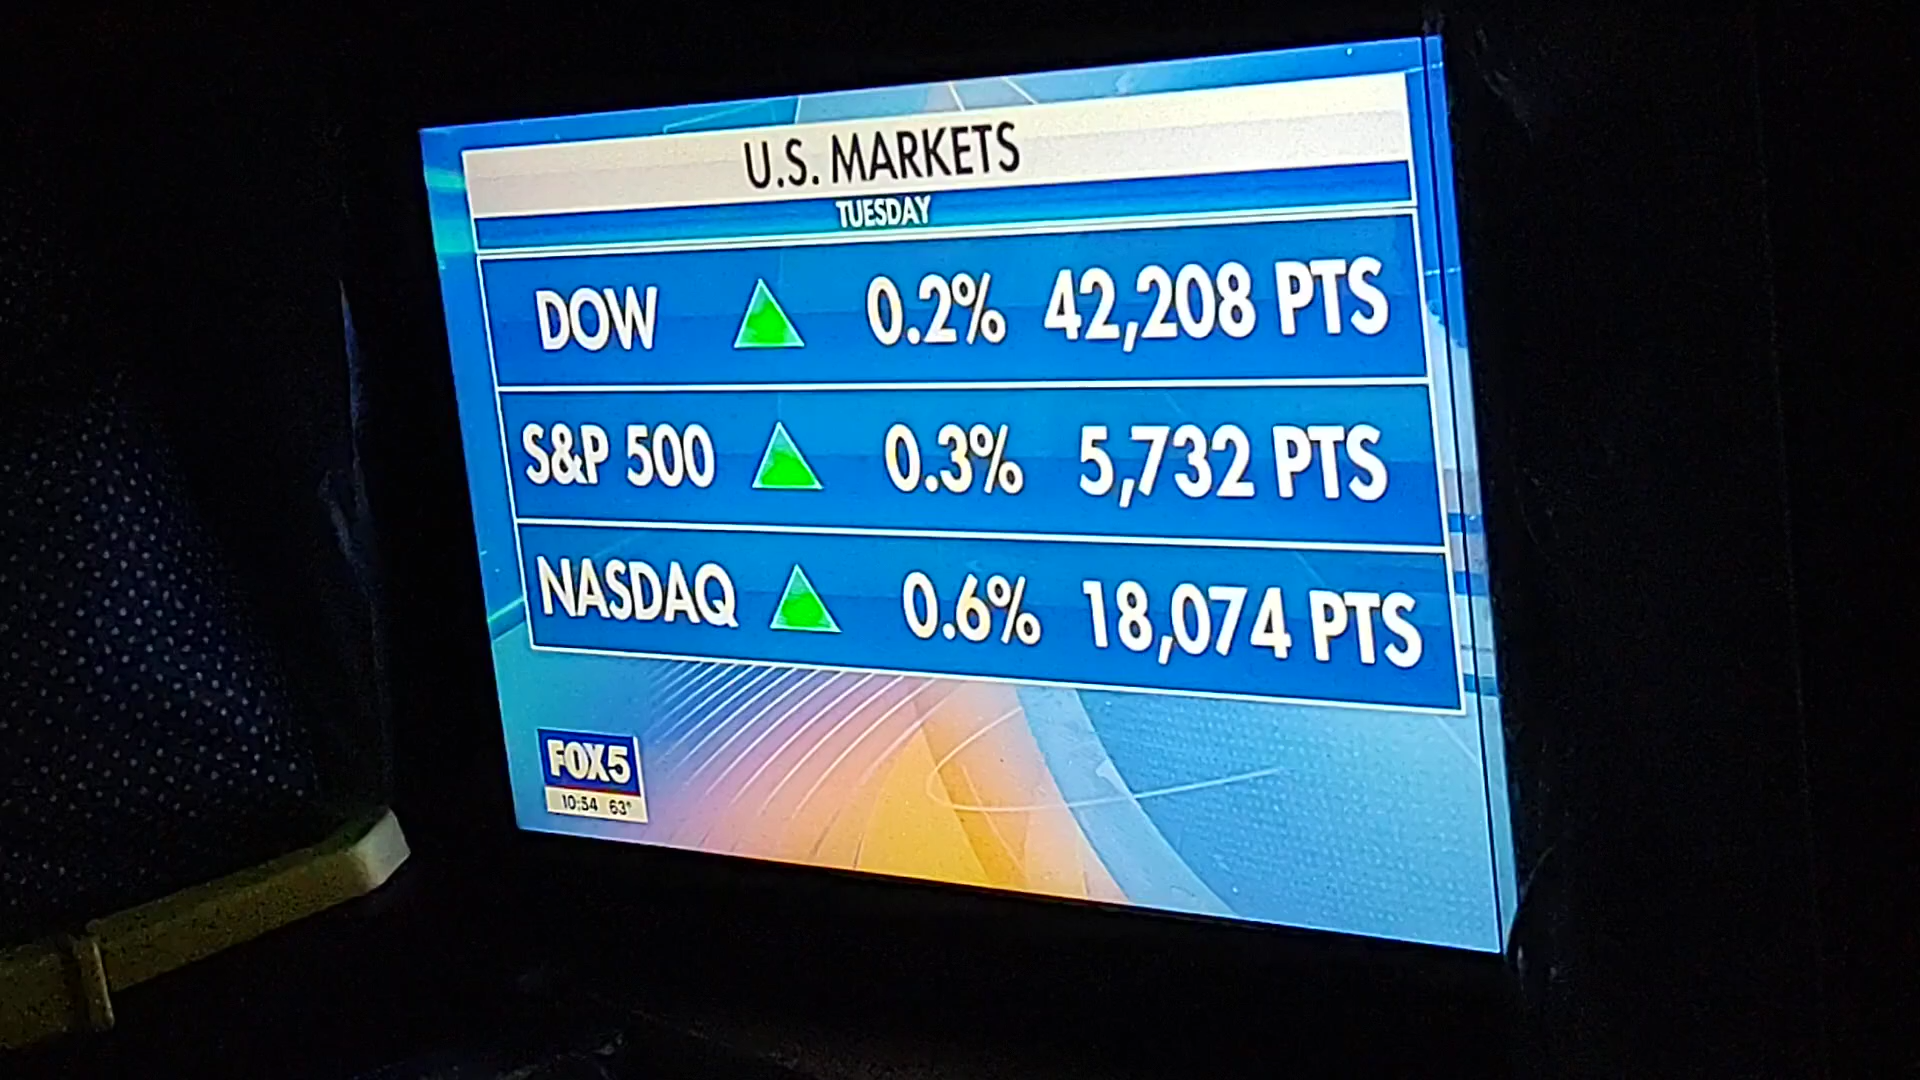 U.S. MARKETS
TUESDAY
DOW 0.2% 42,208 PTS
S&P 500 0.3% 5,732 PTS
NASDAQ 0.6% 18,074 PTS
FOX5
10:54 63°